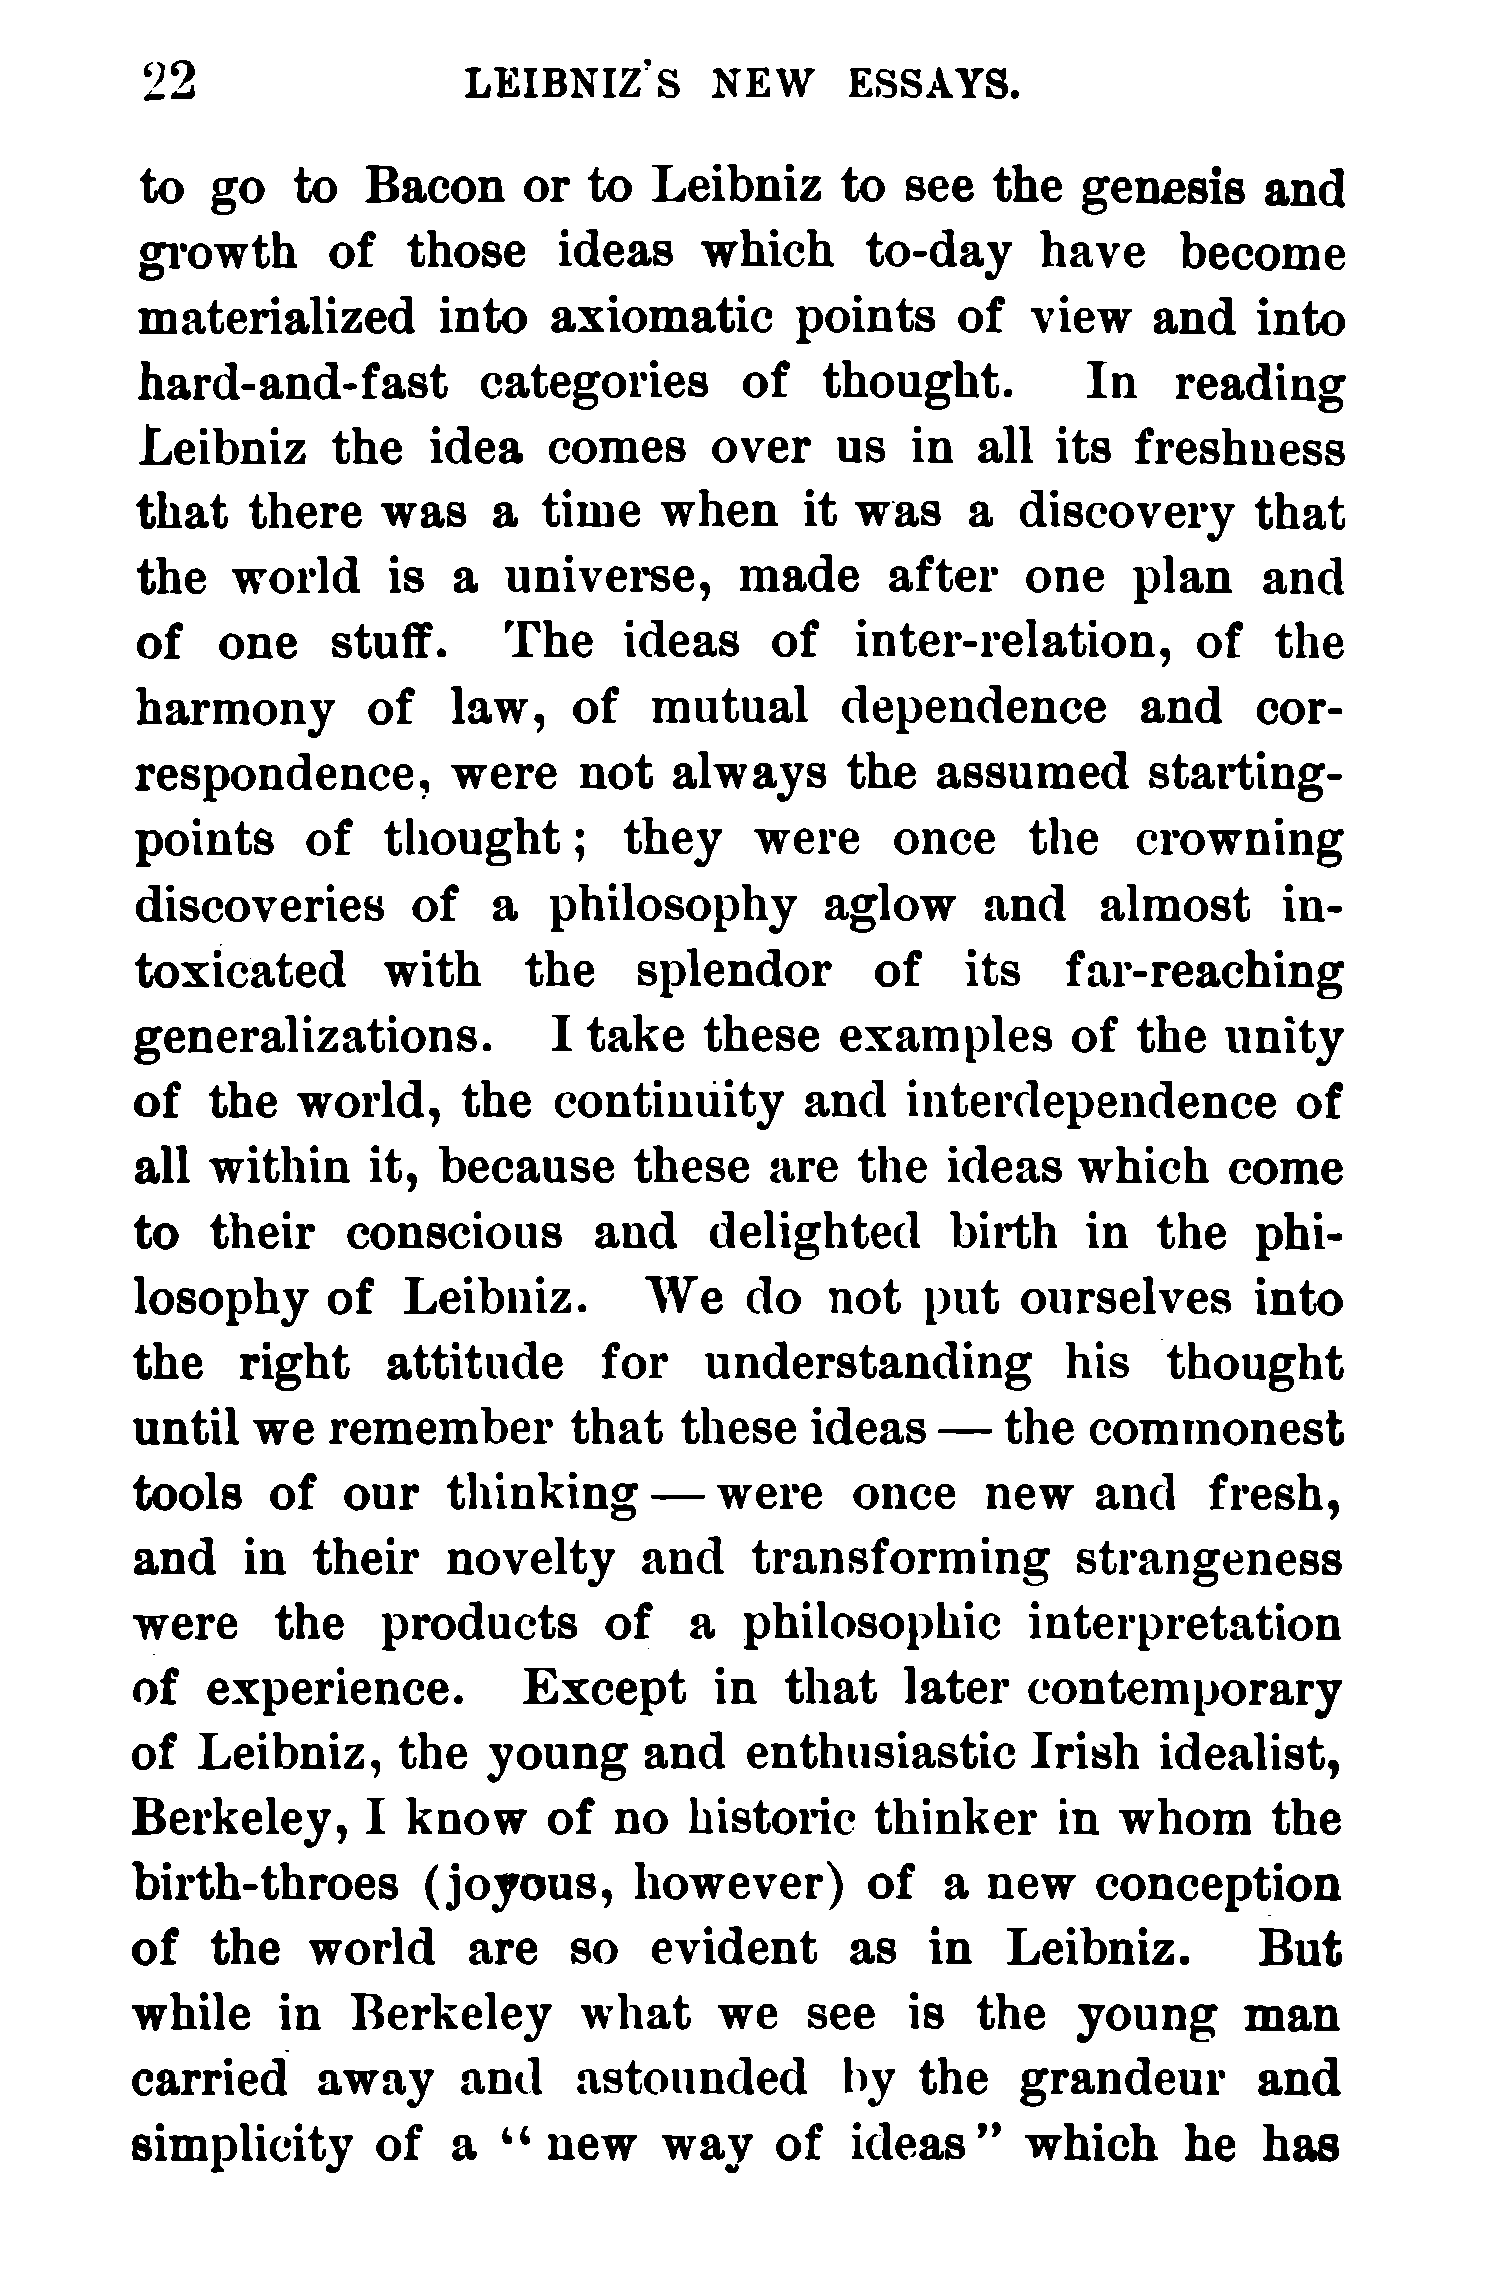 22 LEIBNIZ'S NEW ESSAYS.
to go to Bacon or to Leibniz to see the genesis and
growth of those ideas which to-day have become
materialized into axiomatic points of view and into
hard-and-fast categories of thought. In reading
Leibniz the idea comes over us in all its freshness
that there was a time when it was a discovery that
the world is a universe, made after one plan and
of one stuff. The ideas of inter-relation, of the
harmony of law, of mutual dependence and cor-
respondence, were not always the assumed starting-
points of thought; they were once the crowning
discoveries of a philosophy aglow and almost in-
toxicated with the splendor of its far-reaching
generalizations. I take these examples of the unity
of the world, the continuity and interdependence of
all within it, because these are the ideas which come
to their conscious and delighted birth in the phi-
losophy of Leibniz. We do not put ourselves into
the right attitude for understanding his thought
until we remember that these ideas — the commonest
tools of our thinking — were once new and fresh,
and in their novelty and transforming strangeness
were the products of a philosophic interpretation
of experience. Except in that later contemporary
of Leibniz, the young and enthusiastic Irish idealist,
Berkeley, I know of no historic thinker in whom the
birth-throes (joyous, however) of a new conception
of the world are so evident as in Leibniz. But
while in Berkeley what we see is the young man
carried away and astounded by the grandeur and
simplicity of a "new way of ideas" which he has